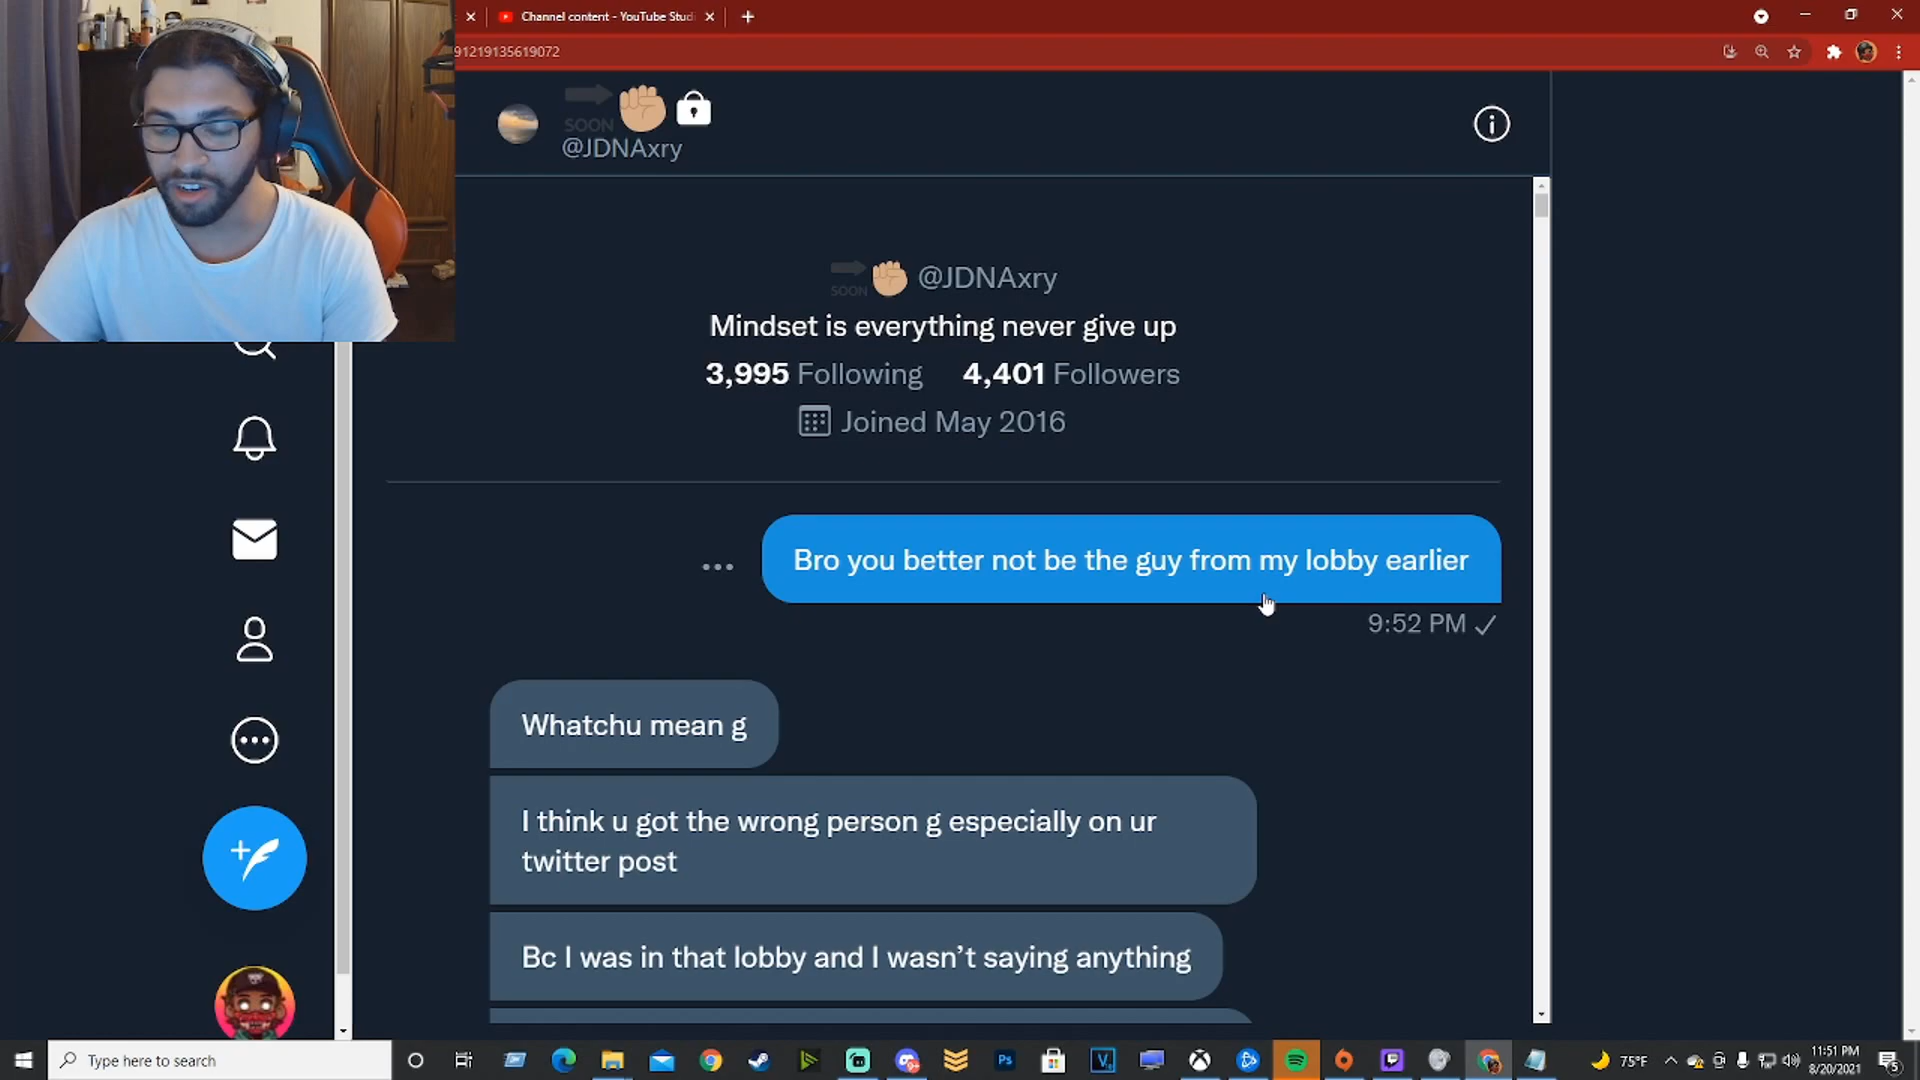 Channel content - YouTube Studi
91219135619072
SOON
@JDNAxry
SOON @JDNAxry
Mindset is everything never give up
3,995 Following 4,401 Followers
Joined May 2016
Bro you better not be the guy from my lobby earlier
9:52 PM
Whatchu mean g
I think u got the wrong person g especially on ur
twitter post
Bc I was in that lobby and I wasn't saying anything
Type here to search
Ps
75°F
11:51 PM
8/20/2021
5